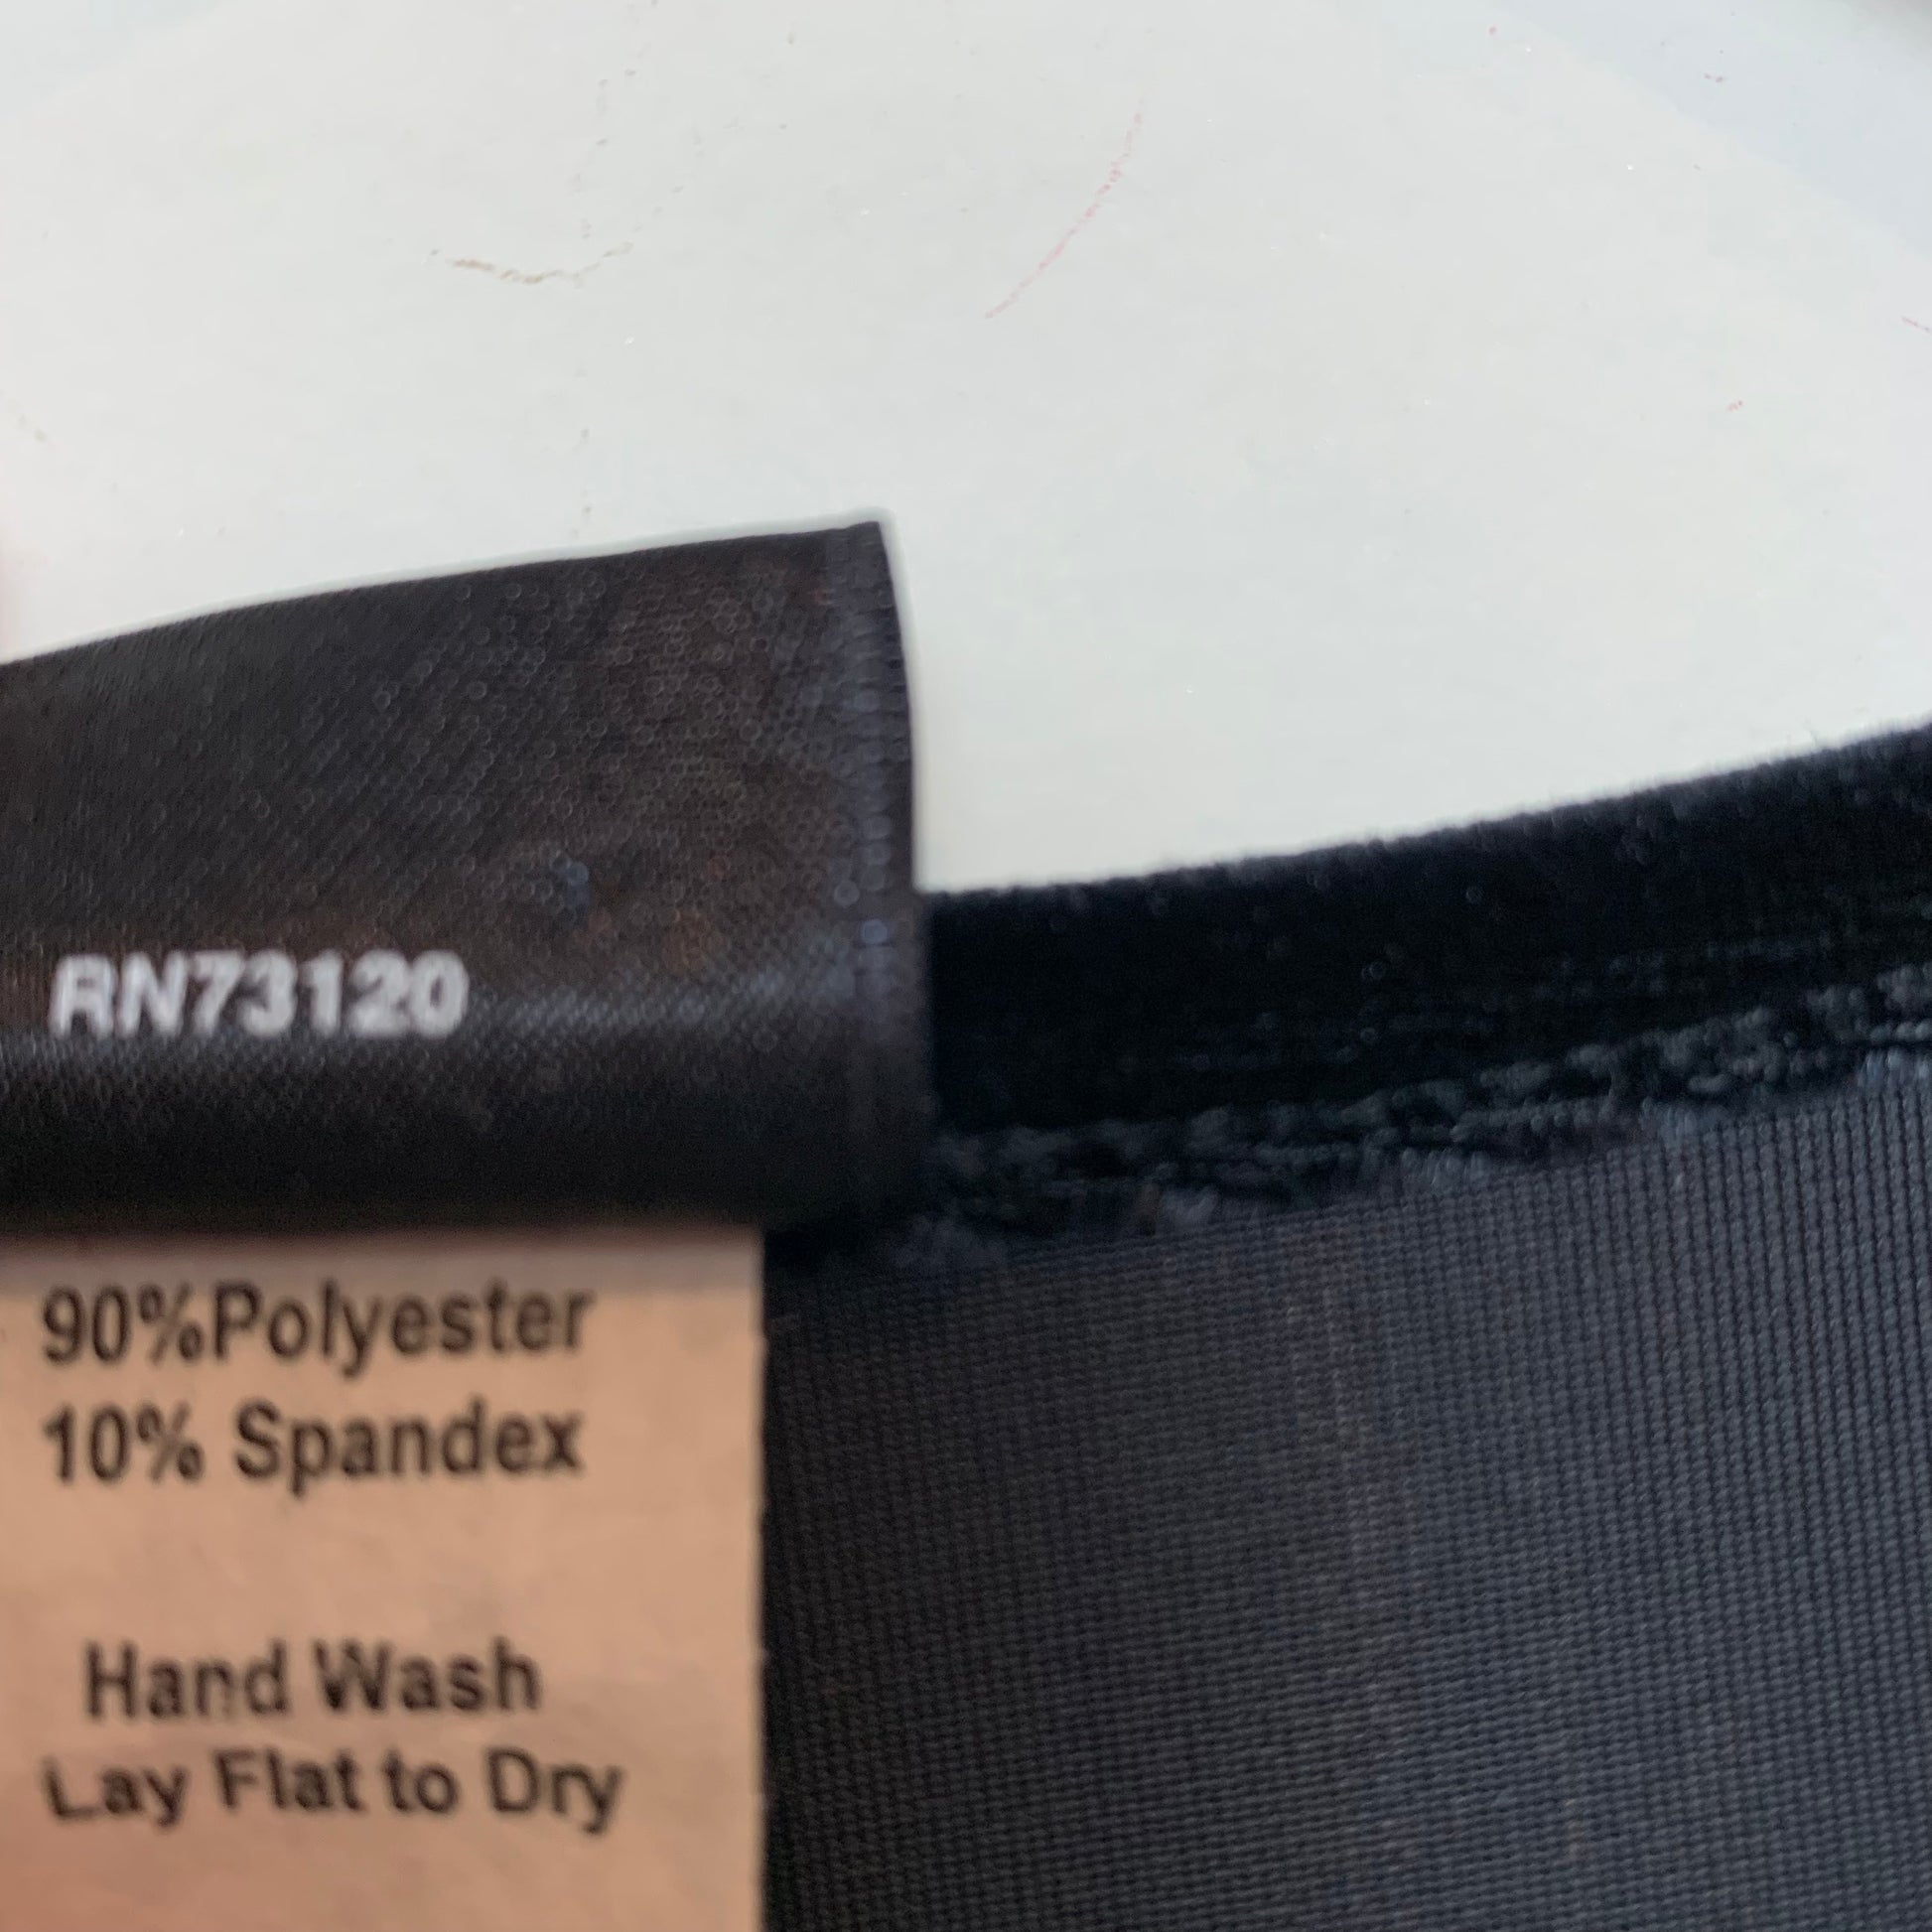 RN73120
90%Polyester
10% Spandex
Hand Wash
Lay Flat to Dry